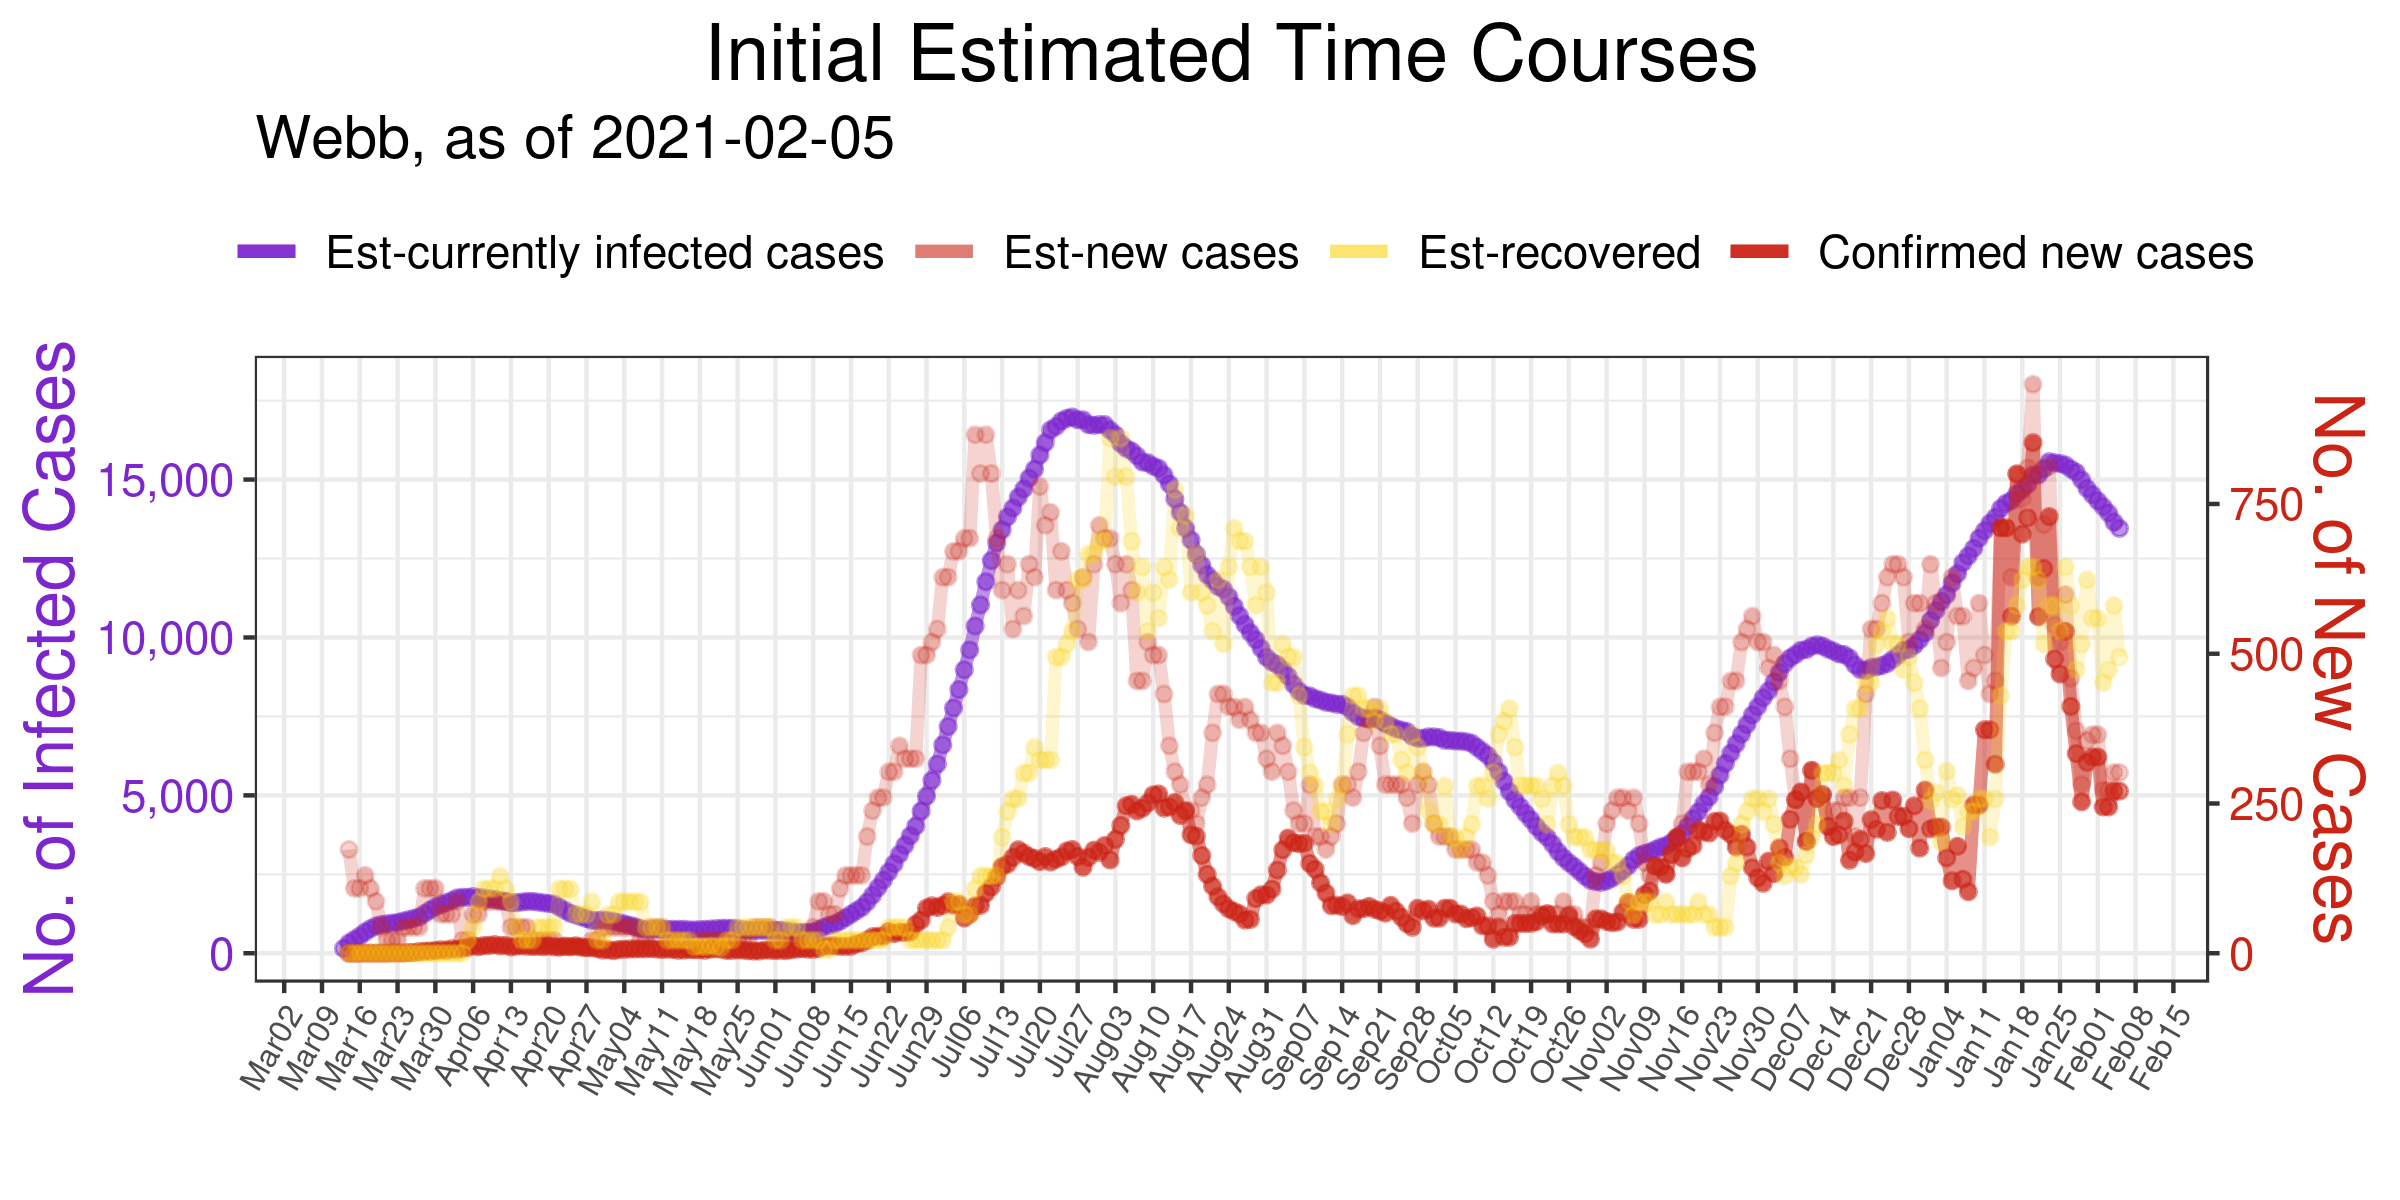 Initial Estimated Time Courses
Webb, as of 2021-02-05
Est-currently infected cases
Est-new cases
Est-recovered
Confirmed new cases
No. of Infected Cases
15,000
10,000
5,000
0
No. of New Cases
750
500
250
0
Mar02
Mar09
Mar16
Mar23
Mar30
Apr06
Apr13
Apr20
Apr27
May04
May11
May18
May25
Jun01
Jun08
Jun15
Jun22
Jun29
Jul06
Jul13
Jul20
Jul27
Aug03
Aug10
Aug17
Aug24
Aug31
Sep07
Sep14
Sep21
Sep28
Oct05
Oct12
Oct19
Oct26
Nov02
Nov09
Nov16
Nov23
Nov30
Dec07
Dec14
Dec21
Dec28
Jan04
Jan11
Jan18
Jan25
Feb01
Feb08
Feb15